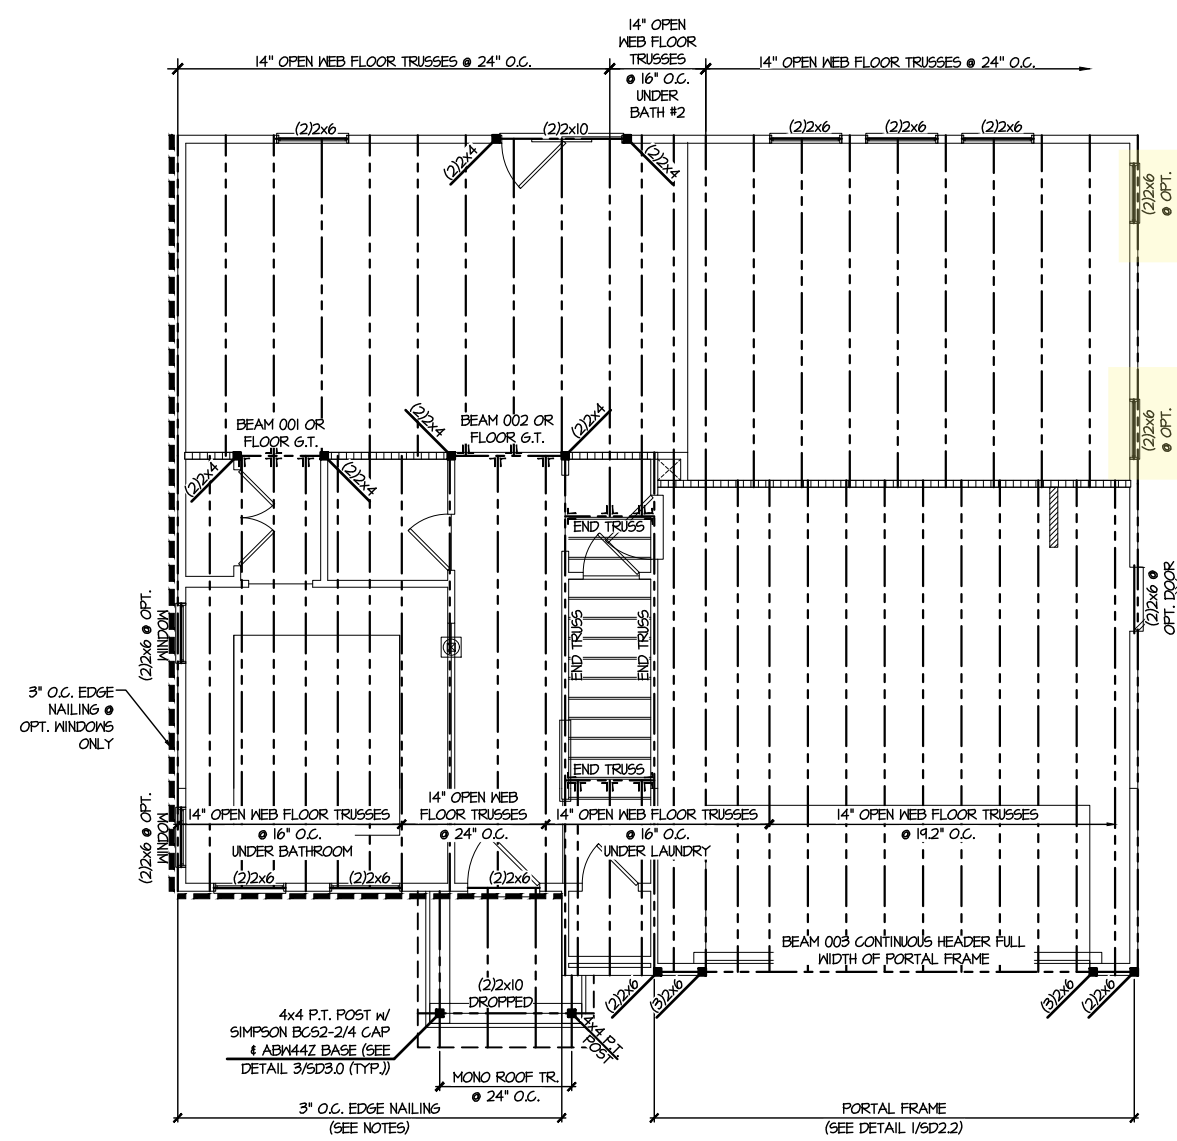 14" OPEN
WEB FLOOR
TRUSSES
@ 16" O.C.
UNDER
BATH #2
14" OPEN WEB FLOOR TRUSSES @ 24" O.C.
14" OPEN WEB FLOOR TRUSSES @ 24" O.C.
(2)2x6
(2)2x10
(2)2x6
(2)2x6
(2)2x6
(2)2x4
(2)2x4
(2)2x6
@ OPT.
(2)2x6
@ OPT.
BEAM 001 OR
FLOOR G.T.
(2)2x4
BEAM 002 OR
FLOOR G.T.
(2)2x4
(2)2x4
(2)2x4
END TRUSS
END TRUSS
END TRUSS
END TRUSS
(2)2x6 @
OPT. DOOR
(2)2x6 @ OPT.
WINDOW
3" O.C. EDGE
NAILING @
OPT. WINDOWS
ONLY
(2)2x6 @ OPT.
WINDOW
14" OPEN WEB FLOOR TRUSSES
@ 16" O.C.
UNDER BATHROOM
14" OPEN WEB
FLOOR TRUSSES
@ 24" O.C.
14" OPEN WEB FLOOR TRUSSES
@ 16" O.C.
UNDER LAUNDRY
14" OPEN WEB FLOOR TRUSSES
@ 19.2" O.C.
(2)2x6
(2)2x6
(2)2x6
BEAM 003 CONTINUOUS HEADER FULL
WIDTH OF PORTAL FRAME
(2)2x10
DROPPED
(2)2x6
(3)2x6
(3)2x6
(2)2x6
4x4 P.T. POST W/
SIMPSON BCS2-2/4 CAP
& ABW44Z BASE (SEE
DETAIL 3/SD3.0 (TYP.))
4x4 P.T.
POST
MONO ROOF TR.
@ 24" O.C.
3" O.C. EDGE NAILING
(SEE NOTES)
PORTAL FRAME
(SEE DETAIL 1/SD2.2)